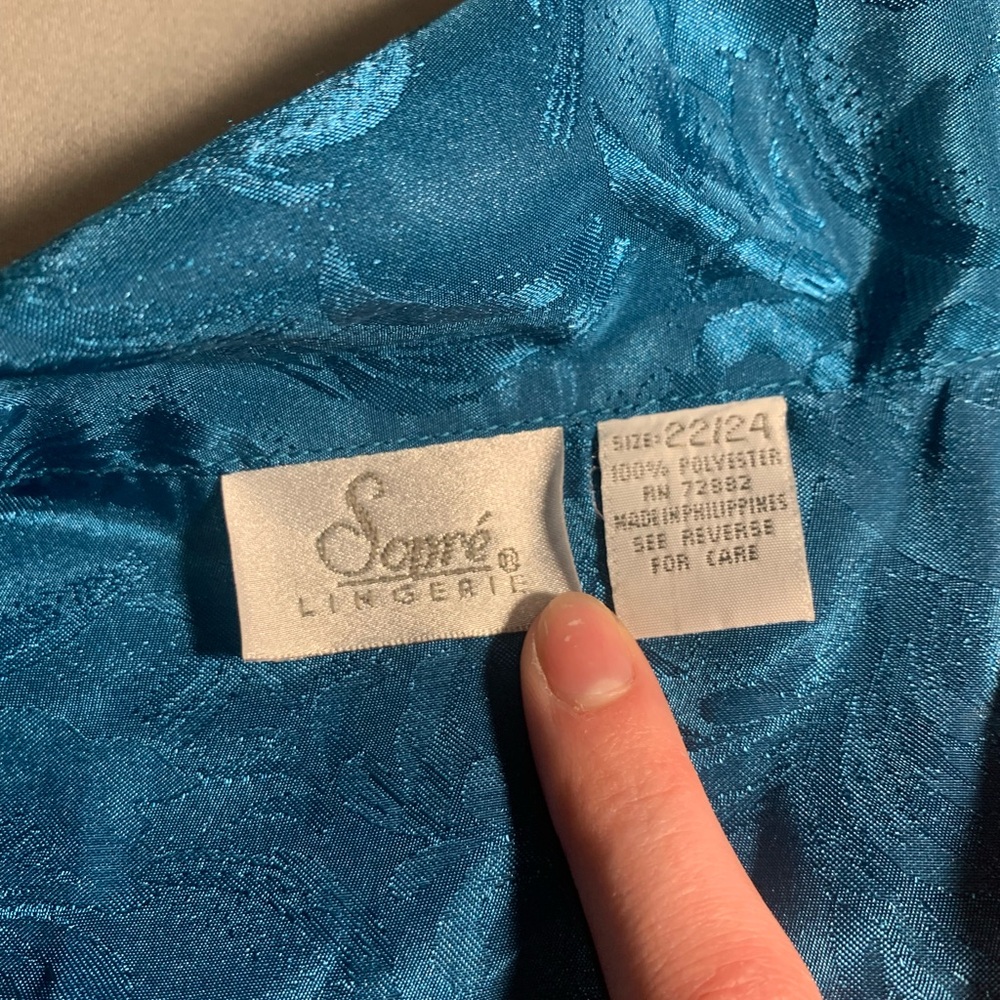 Sopré®
LINGERIE
SIZE: 22/24
100% POLYESTER
RN 72882
MADE IN PHILIPPINES
SEE REVERSE
FOR CARE